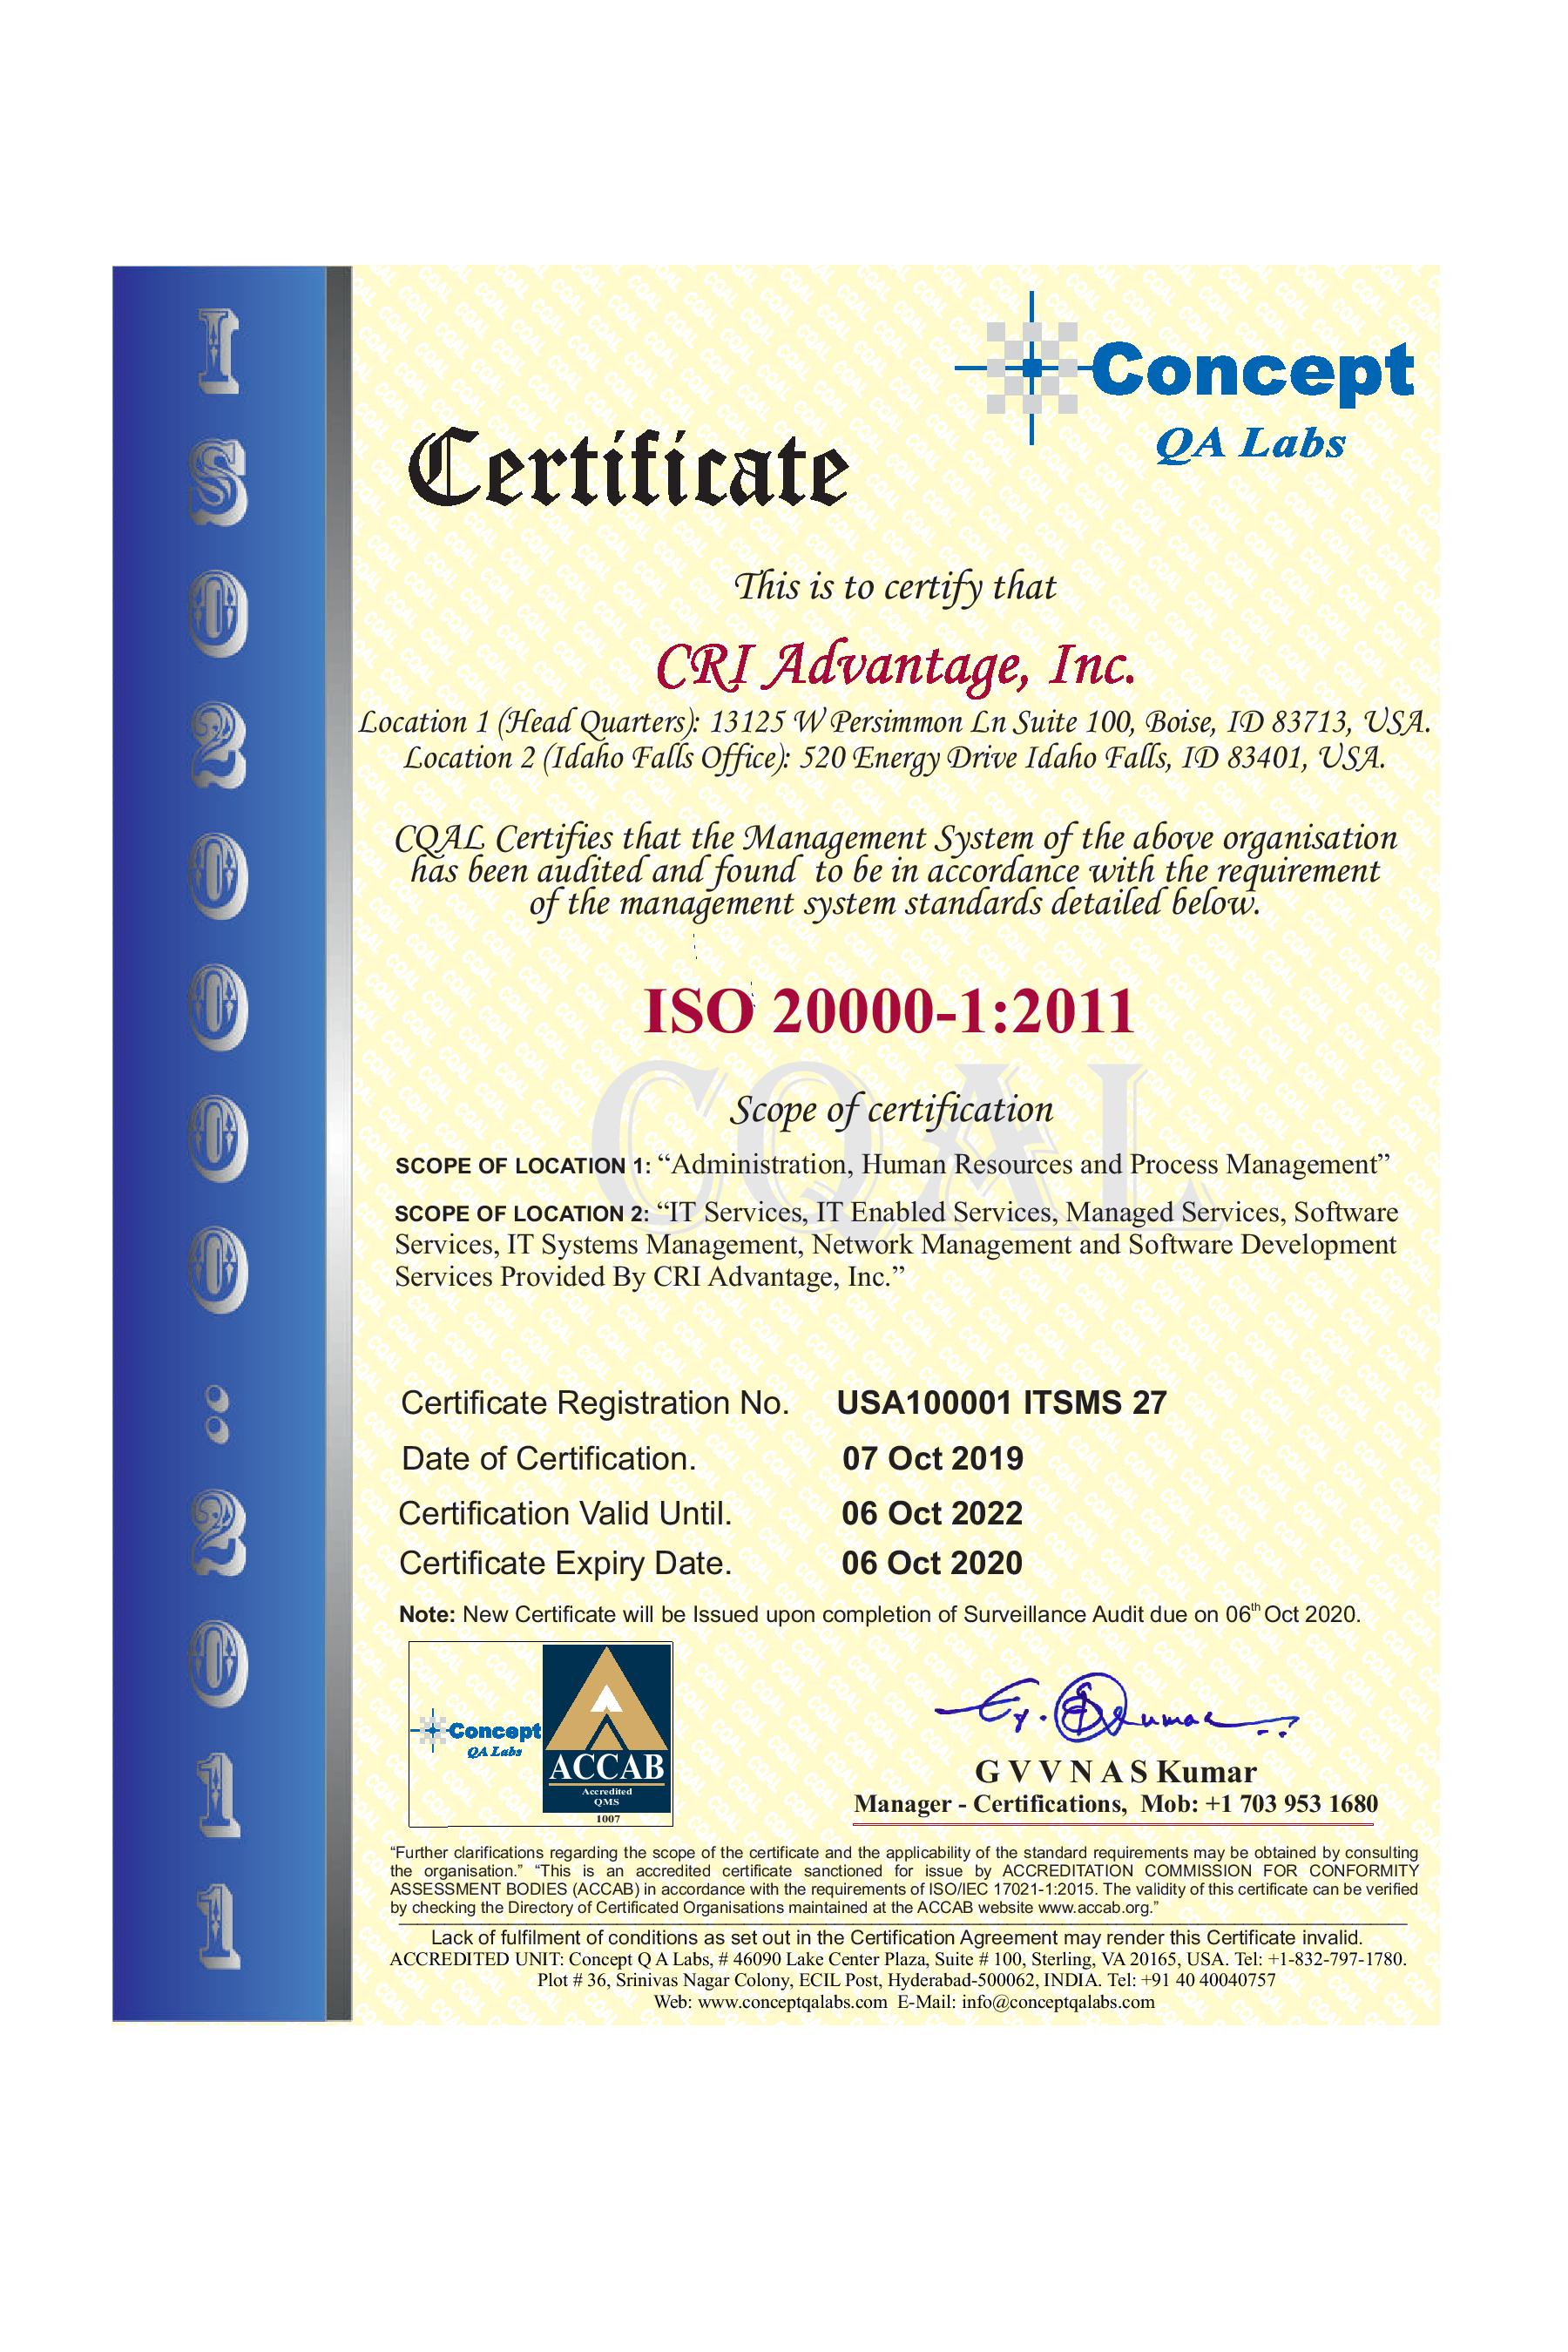 ISO20000:2011
Concept
QA Labs
Certificate
This is to certify that
CRI Advantage, Inc.
Location 1 (Head Quarters): 13125 W Persimmon Ln Suite 100, Boise, ID 83713, USA.
Location 2 (Idaho Falls Office): 520 Energy Drive Idaho Falls, ID 83401, USA.
CQAL Certifies that the Management System of the above organisation
has been audited and found to be in accordance with the requirement
of the management system standards detailed below.
ISO 20000-1:2011
CQAL
Scope of certification
SCOPE OF LOCATION 1: “Administration, Human Resources and Process Management”
SCOPE OF LOCATION 2: “IT Services, IT Enabled Services, Managed Services, Software
Services, IT Systems Management, Network Management and Software Development
Services Provided By CRI Advantage, Inc.”
Certificate Registration No. USA100001 ITSMS 27
Date of Certification. 07 Oct 2019
Certification Valid Until. 06 Oct 2022
Certificate Expiry Date. 06 Oct 2020
Note: New Certificate will be Issued upon completion of Surveillance Audit due on 06th Oct 2020.
Concept
QA Labs
ACCAB
Accredited
QMS
1007
G V V N A S Kumar
Manager - Certifications, Mob: +1 703 953 1680
“Further clarifications regarding the scope of the certificate and the applicability of the standard requirements may be obtained by consulting
the organisation.” “This is an accredited certificate sanctioned for issue by ACCREDITATION COMMISSION FOR CONFORMITY
ASSESSMENT BODIES (ACCAB) in accordance with the requirements of ISO/IEC 17021-1:2015. The validity of this certificate can be verified
by checking the Directory of Certificated Organisations maintained at the ACCAB website www.accab.org.”
Lack of fulfilment of conditions as set out in the Certification Agreement may render this Certificate invalid.
ACCREDITED UNIT: Concept Q A Labs, # 46090 Lake Center Plaza, Suite # 100, Sterling, VA 20165, USA. Tel: +1-832-797-1780.
Plot # 36, Srinivas Nagar Colony, ECIL Post, Hyderabad-500062, INDIA. Tel: +91 40 40040757
Web: www.conceptqalabs.com E-Mail: info@conceptqalabs.com